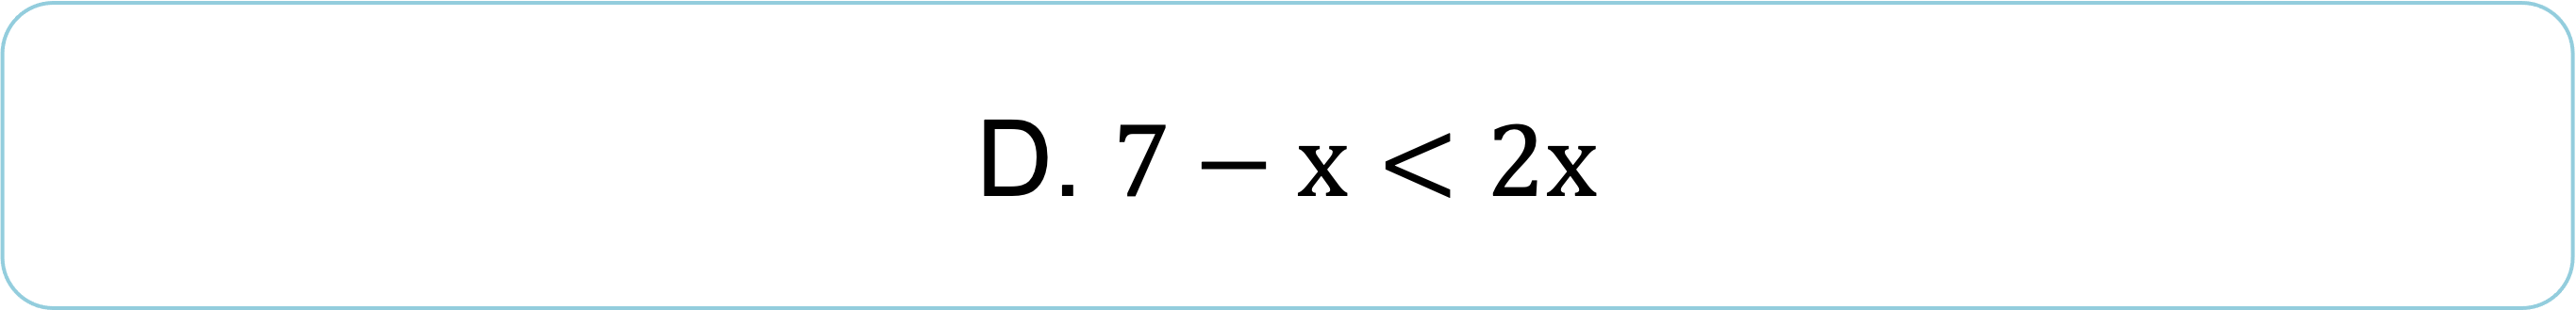 D. 7 − x < 2x